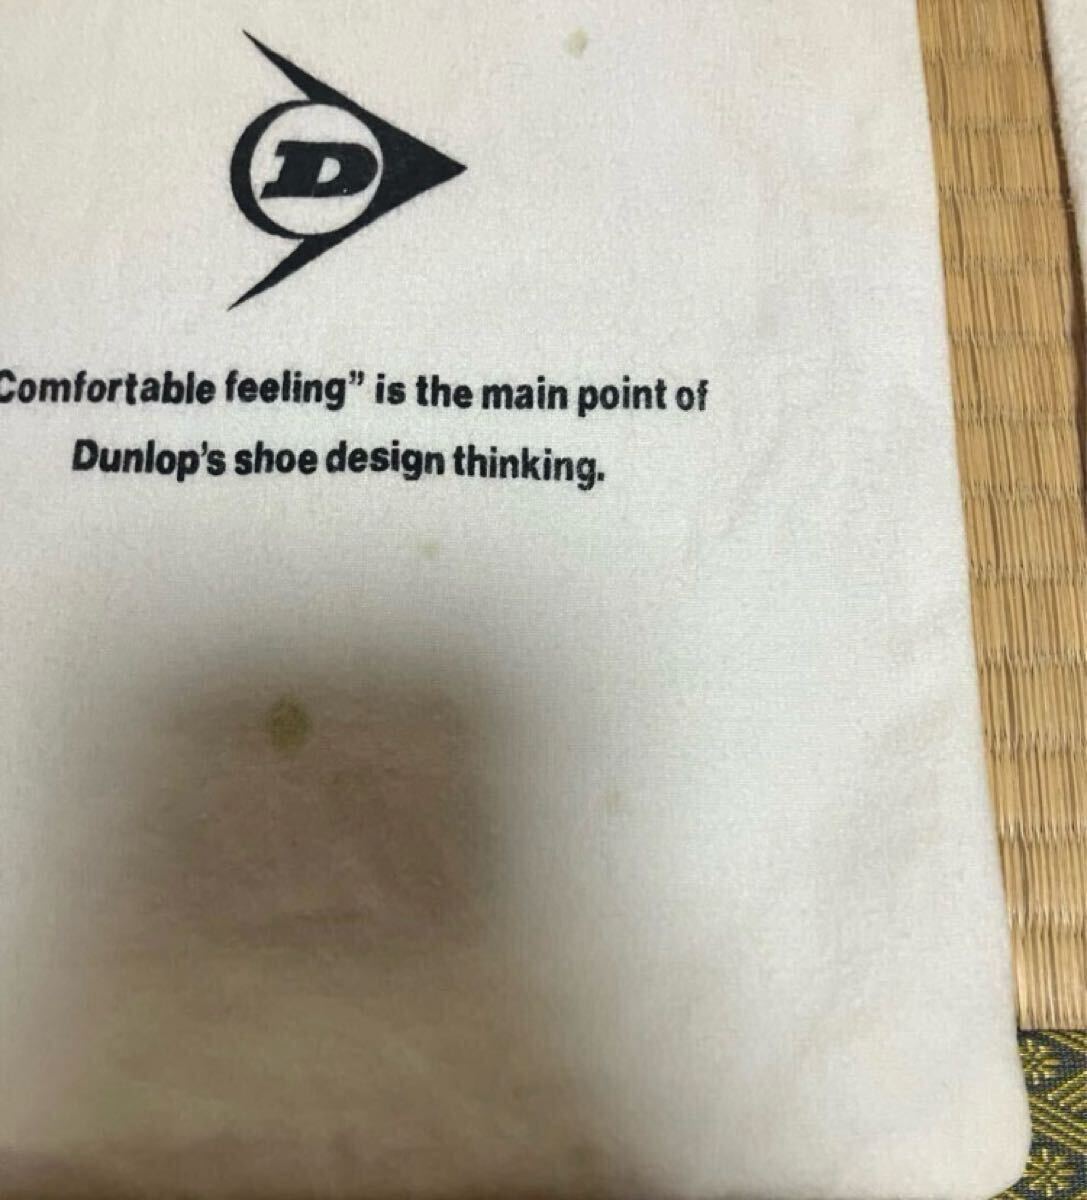 D
Comfortable feeling” is the main point of
Dunlop's shoe design thinking.